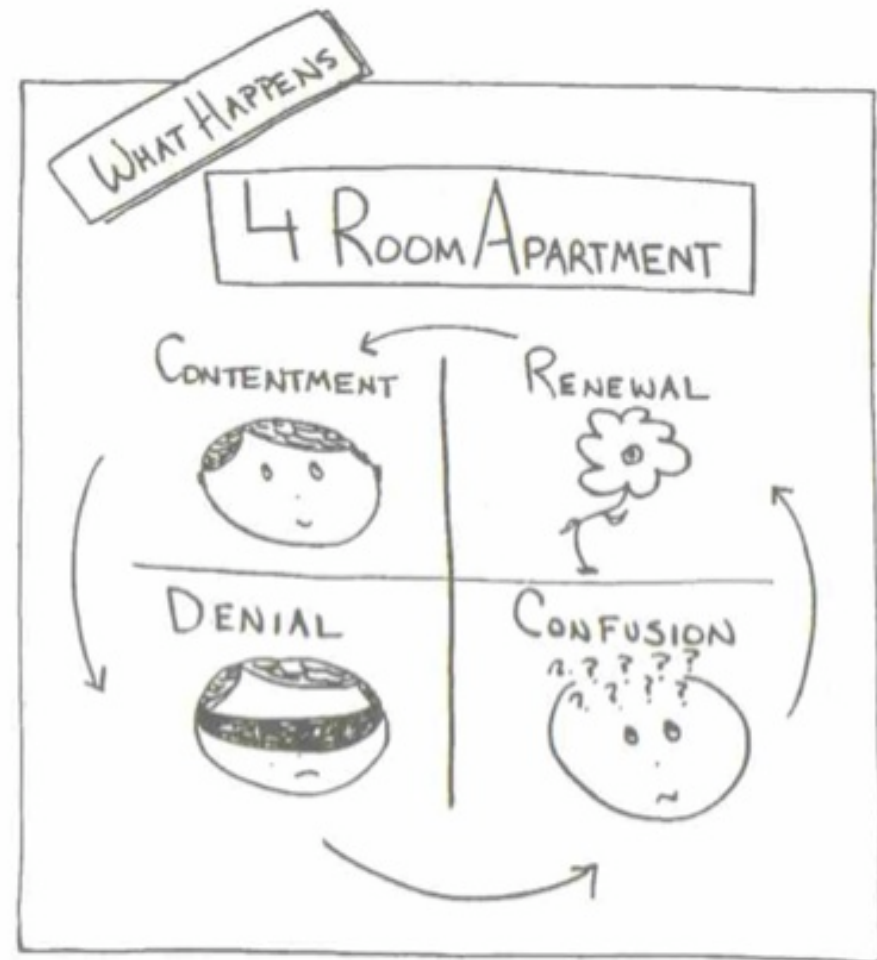 WHAT HAPPENS
4 ROOM APARTMENT
CONTENTMENT
RENEWAL
DENIAL
CONFUSION
? ? ? ? ?
? ? ? ?